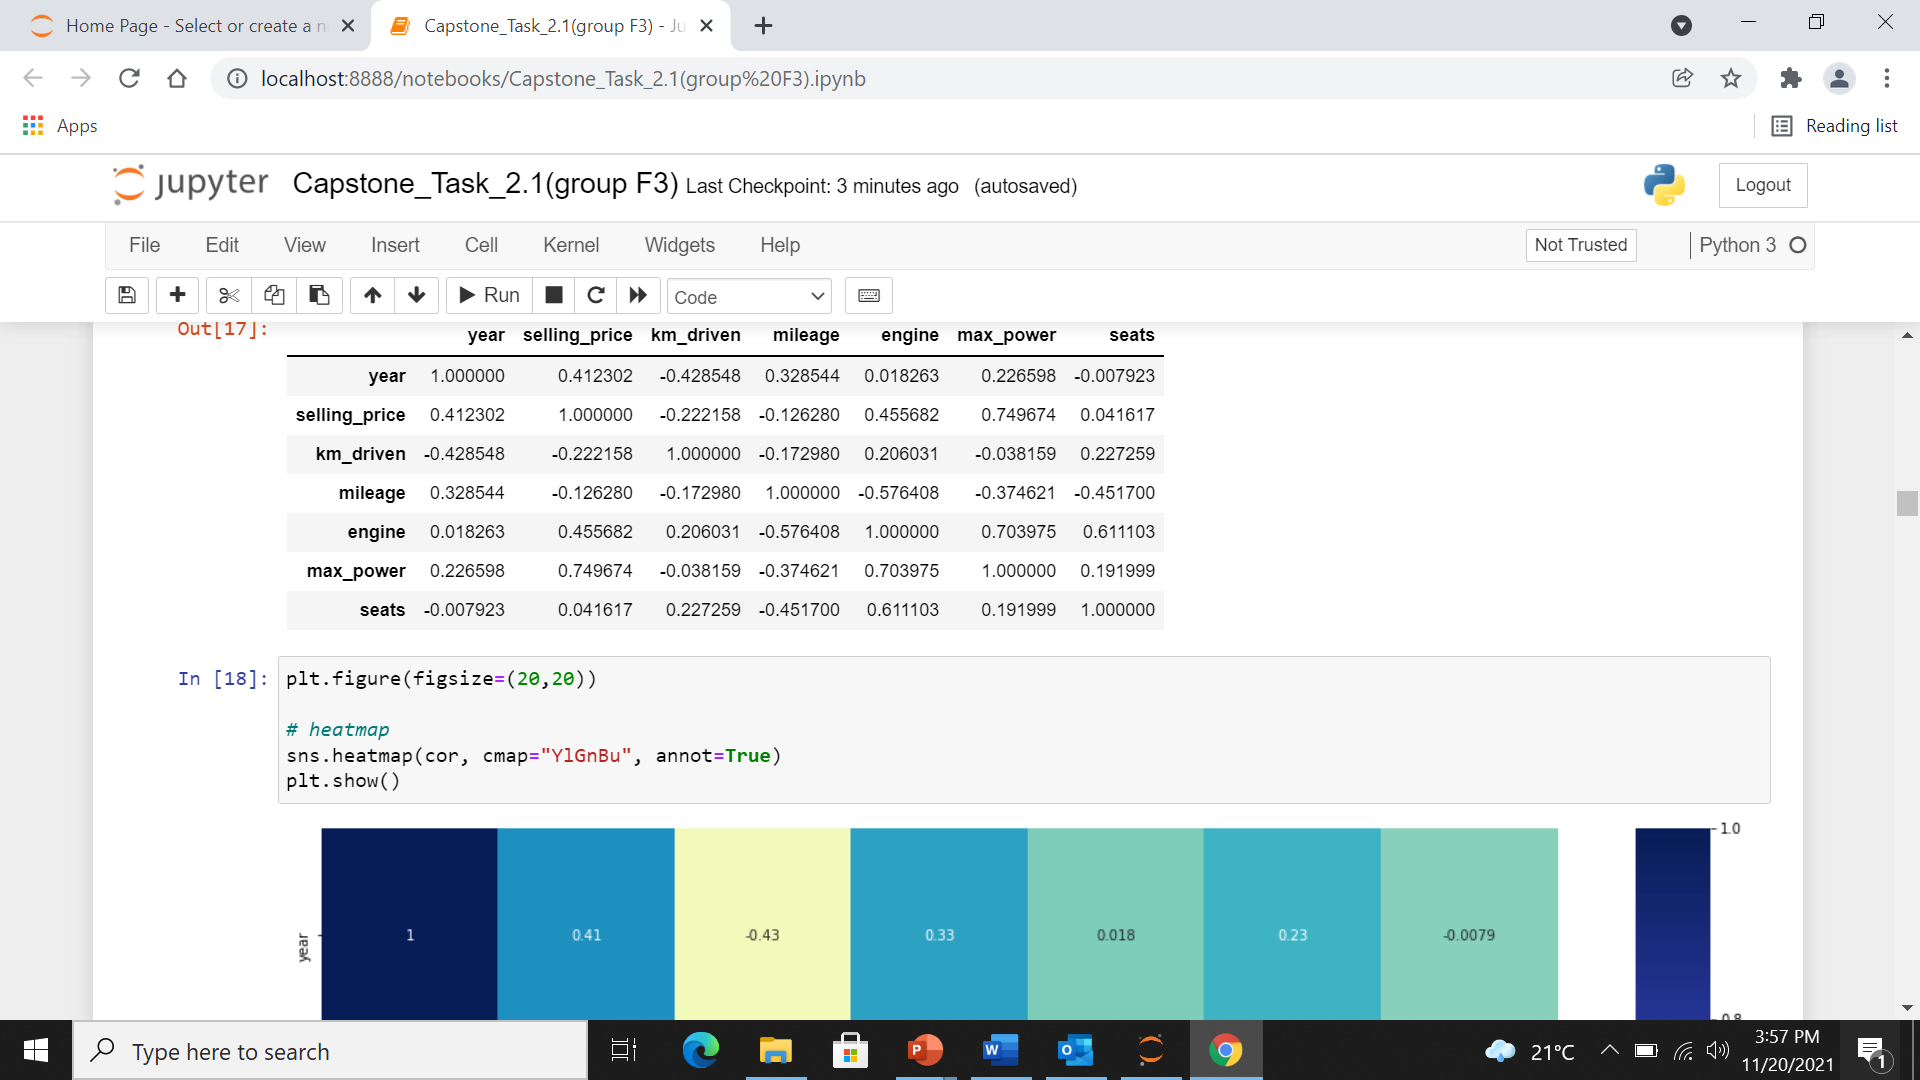 Home Page - Select or create a n
Capstone_Task_2.1(group F3) - Ju
localhost:8888/notebooks/Capstone_Task_2.1(group%20F3).ipynb
Apps
Reading list
jupyter Capstone_Task_2.1(group F3) Last Checkpoint: 3 minutes ago (autosaved)
Logout
File Edit View Insert Cell Kernel Widgets Help
Not Trusted
Python 3
Run
Code
Out[17]:
year selling_price km_driven mileage engine max_power seats
year 1.000000 0.412302 -0.428548 0.328544 0.018263 0.226598 -0.007923
selling_price 0.412302 1.000000 -0.222158 -0.126280 0.455682 0.749674 0.041617
km_driven -0.428548 -0.222158 1.000000 -0.172980 0.206031 -0.038159 0.227259
mileage 0.328544 -0.126280 -0.172980 1.000000 -0.576408 -0.374621 -0.451700
engine 0.018263 0.455682 0.206031 -0.576408 1.000000 0.703975 0.611103
max_power 0.226598 0.749674 -0.038159 -0.374621 0.703975 1.000000 0.191999
seats -0.007923 0.041617 0.227259 -0.451700 0.611103 0.191999 1.000000
In [18]:
plt.figure(figsize=(20,20))
# heatmap
sns.heatmap(cor, cmap="YlGnBu", annot=True)
plt.show()
1.0
year
1 0.41 -0.43 0.33 0.018 0.23 -0.0079
0.8
Type here to search
21°C
3:57 PM
11/20/2021
1